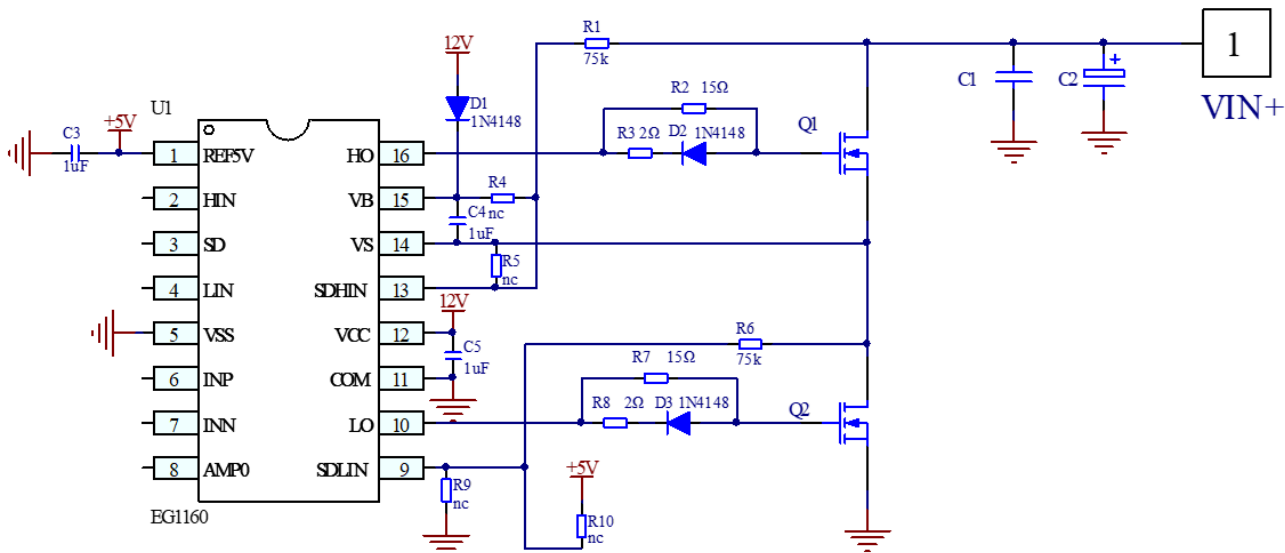 R1
75k
12V
1
VIN+
C1
C2
+
D1
1N4148
R2 15Ω
R3 2Ω D2 1N4148
Q1
U1
+5V
C3
1uF
1 REF5V HO 16
2 HIN VB 15
3 SD VS 14
4 LIN SDHIN 13
5 VSS VCC 12
6 INP COM 11
7 INN LO 10
8 AMP0 SDLIN 9
EG1160
R4
nc
C4
1uF
R5
nc
12V
C5
1uF
R6
75k
R7 15Ω
R8 2Ω D3 1N4148
Q2
+5V
R9
nc
R10
nc